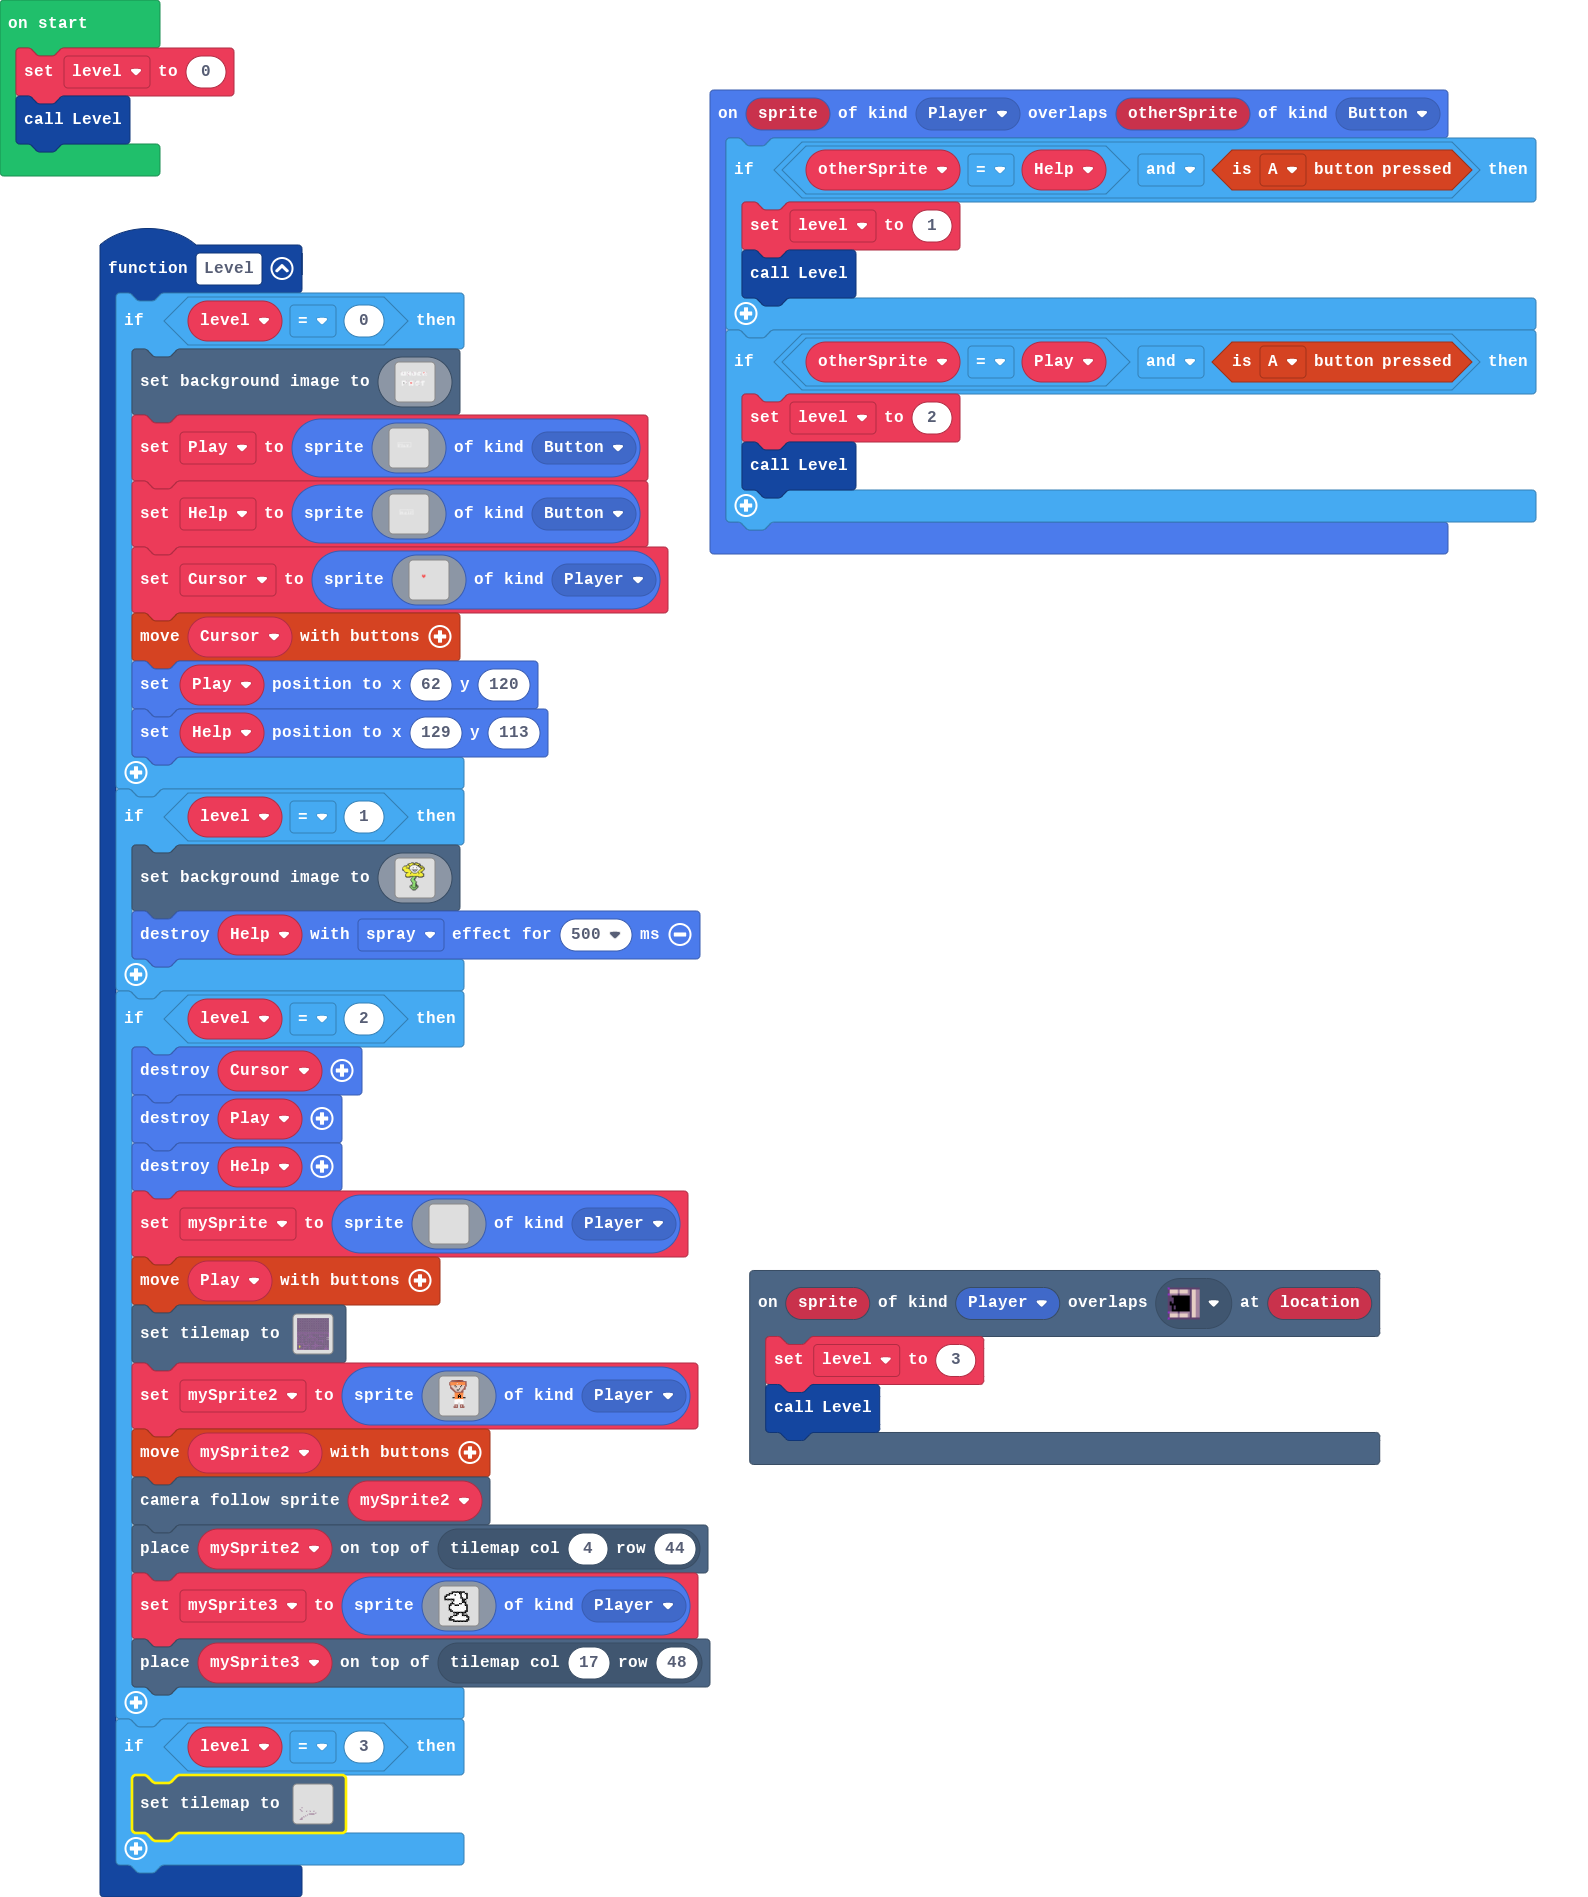 on start
set level to 0
call Level
on sprite of kind Player overlaps otherSprite of kind Button
if otherSprite = Help and is A button pressed then
set level to 1
call Level
if otherSprite = Play and is A button pressed then
set level to 2
call Level
function Level
if level = 0 then
set background image to
set Play to sprite of kind Button
set Help to sprite of kind Button
set Cursor to sprite of kind Player
move Cursor with buttons
set Play position to x 62 y 120
set Help position to x 129 y 113
if level = 1 then
set background image to
destroy Help with spray effect for 500 ms
if level = 2 then
destroy Cursor
destroy Play
destroy Help
set mySprite to sprite of kind Player
move Play with buttons
set tilemap to
set mySprite2 to sprite of kind Player
move mySprite2 with buttons
camera follow sprite mySprite2
place mySprite2 on top of tilemap col 4 row 44
set mySprite3 to sprite of kind Player
place mySprite3 on top of tilemap col 17 row 48
if level = 3 then
set tilemap to
on sprite of kind Player overlaps at location
set level to 3
call Level